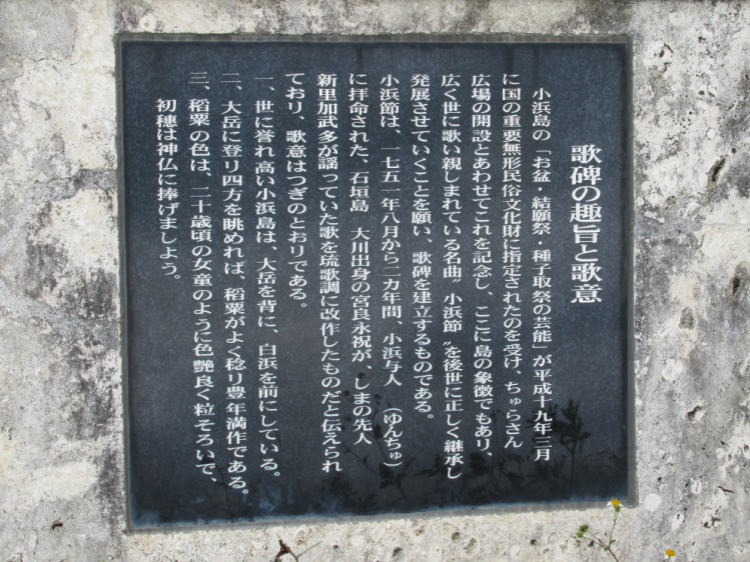 歌碑の趣旨と歌意
小浜島の「お盆・結願祭・種子取祭の芸能」が平成十九年三月
に国の重要無形民俗文化財に指定されたのを受け、ちゅらさん
広場の開設とあわせてこれを記念し、ここに島の象徴でもあり、
広く世に歌い親しまれている名曲〝小浜節〟を後世に正しく継承し
発展させていくことを願い、歌碑を建立するものである。
小浜節は、一七五一年八月から二カ年間、小浜与人（ゆんちゅ）
に拝命された、石垣島　大川出身の宮良永祝が、しまの先人
新里加武多が謡っていた歌を琉歌調に改作したものだと伝えられ
ており、歌意はつぎのとおりである。
一、世に誉れ高い小浜島は、大岳を背に、白浜を前にしている。
二、大岳に登り四方を眺めれば、稲粟がよく稔り豊年満作である。
三、稲粟の色は、二十歳頃の女童のように色艶良く粒そろいで、
初穂は神仏に捧げましょう。